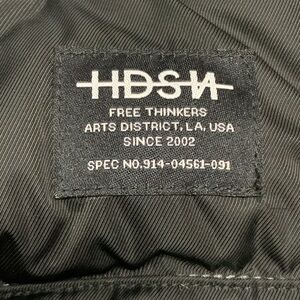 HDSN
FREE THINKERS
ARTS DISTRICT, LA, USA
SINCE 2002
SPEC NO.914-04561-091